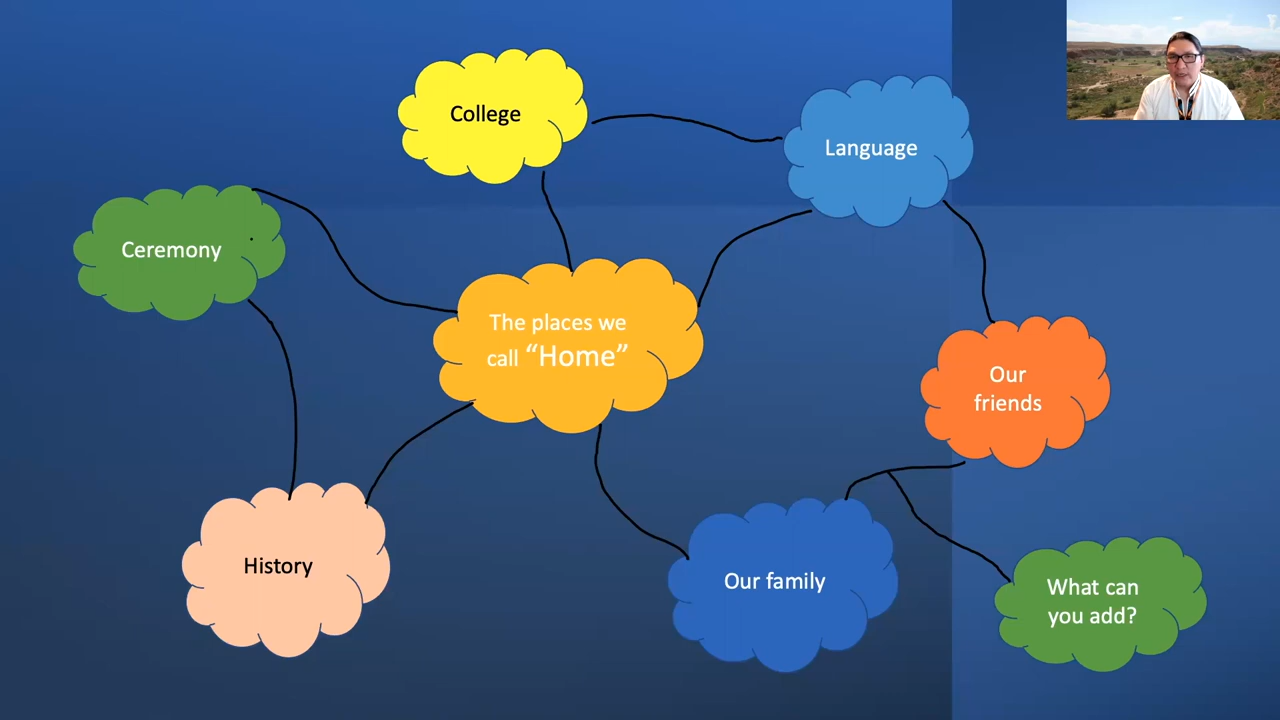 College
Language
Ceremony
The places we
call “Home”
Our
friends
History
Our family
What can
you add?